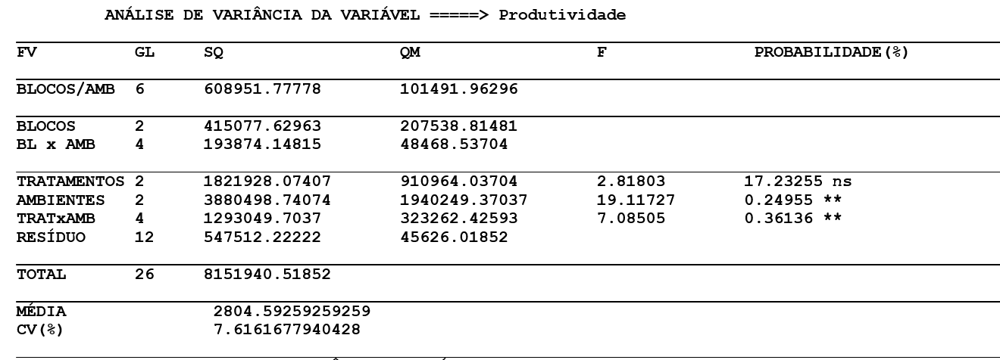 ANÁLISE DE VARIÂNCIA DA VARIÁVEL =====> Produtividade
FV GL SQ QM F PROBABILIDADE(%)
BLOCOS/AMB 6 608951.77778 101491.96296
BLOCOS 2 415077.62963 207538.81481
BL x AMB 4 193874.14815 48468.53704
TRATAMENTOS 2 1821928.07407 910964.03704 2.81803 17.23255 ns
AMBIENTES 2 3880498.74074 1940249.37037 19.11727 0.24955 **
TRATxAMB 4 1293049.7037 323262.42593 7.08505 0.36136 **
RESÍDUO 12 547512.22222 45626.01852
TOTAL 26 8151940.51852
MÉDIA 2804.59259259259
CV(%) 7.6161677940428